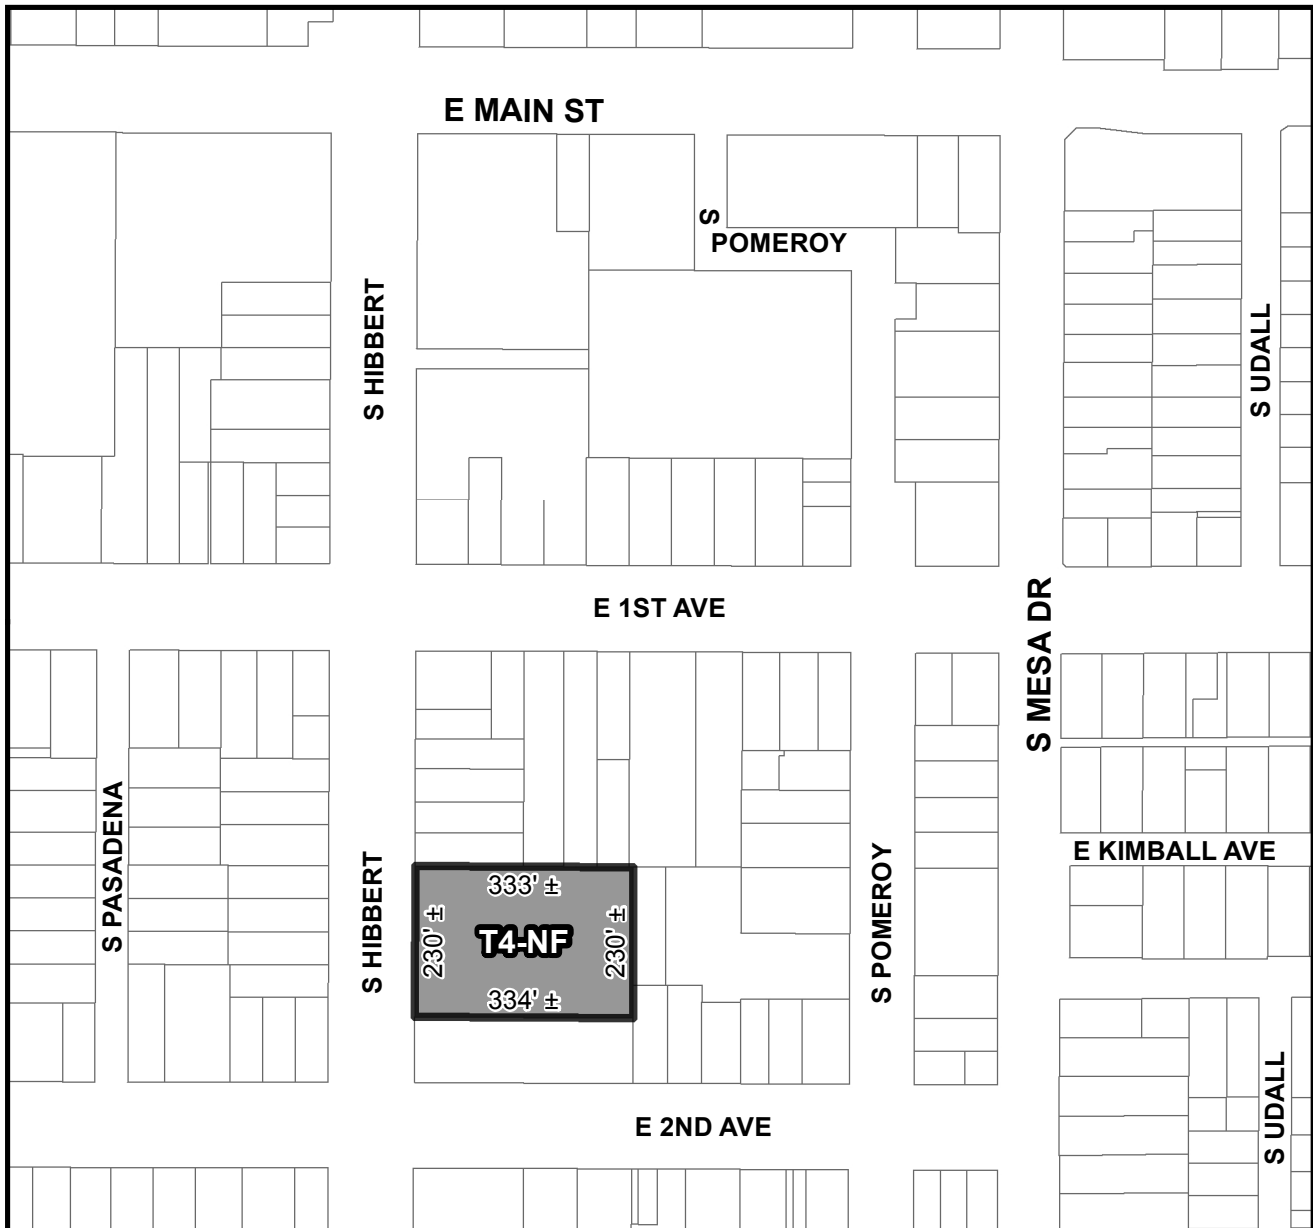 E MAIN ST
S
POMEROY
S HIBBERT
S UDALL
E 1ST AVE
S MESA DR
S PASADENA
E KIMBALL AVE
S HIBBERT
S POMEROY
333' ±
230' ±
T4-NF
230' ±
334' ±
S UDALL
E 2ND AVE